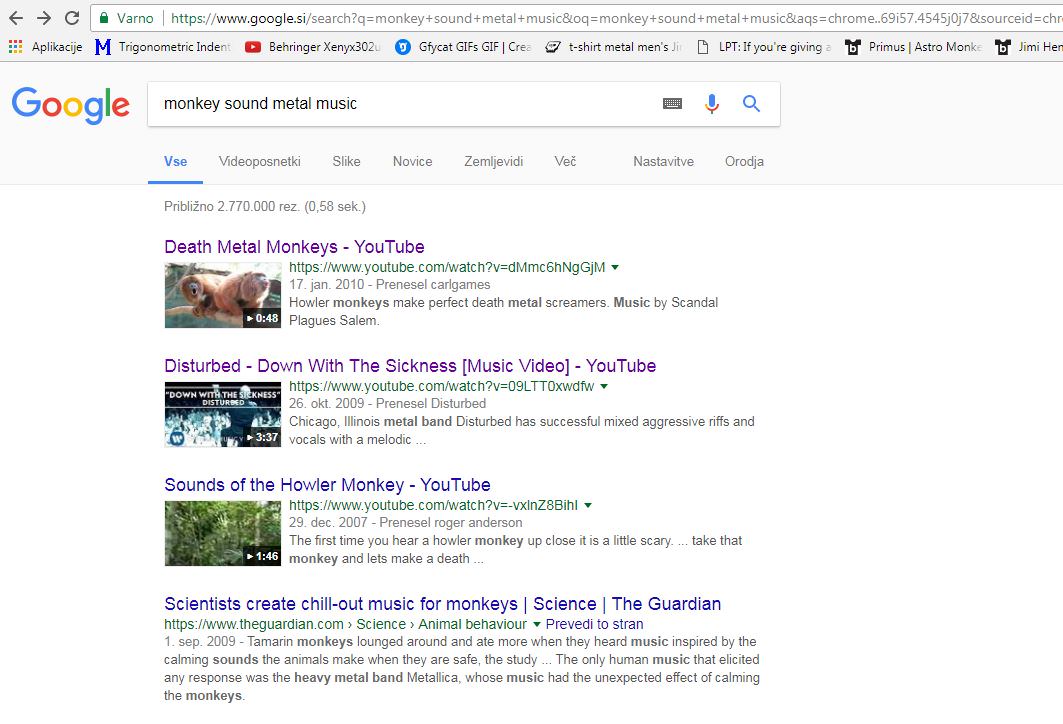 Varno https://www.google.si/search?q=monkey+sound+metal+music&oq=monkey+sound+metal+music&aqs=chrome..69i57.4545j0j7&sourceid=chro
Aplikacije Trigonometric Ident Behringer Xenyx302u Gfycat GIFs GIF | Crea t-shirt metal men's Jim LPT: If you're giving a Primus | Astro Monke Jimi Hen
Google monkey sound metal music
Vse Videoposnetki Slike Novice Zemljevidi Več Nastavitve Orodja
Približno 2.770.000 rez. (0,58 sek.)
Death Metal Monkeys - YouTube
https://www.youtube.com/watch?v=dMmc6hNgGjM
17. jan. 2010 - Prenesel carlgames
Howler monkeys make perfect death metal screamers. Music by Scandal
Plagues Salem.
0:48
Disturbed - Down With The Sickness [Music Video] - YouTube
https://www.youtube.com/watch?v=09LTT0xwdfw
"DOWN WITH THE SICKNESS"
DISTURBED
26. okt. 2009 - Prenesel Disturbed
Chicago, Illinois metal band Disturbed has successful mixed aggressive riffs and
vocals with a melodic ...
3:37
Sounds of the Howler Monkey - YouTube
https://www.youtube.com/watch?v=-vxlnZ8BihI
29. dec. 2007 - Prenesel roger anderson
The first time you hear a howler monkey up close it is a little scary. ... take that
monkey and lets make a death ...
1:46
Scientists create chill-out music for monkeys | Science | The Guardian
https://www.theguardian.com › Science › Animal behaviour Prevedi to stran
1. sep. 2009 - Tamarin monkeys lounged around and ate more when they heard music inspired by the
calming sounds the animals make when they are safe, the study ... The only human music that elicited
any response was the heavy metal band Metallica, whose music had the unexpected effect of calming
the monkeys.